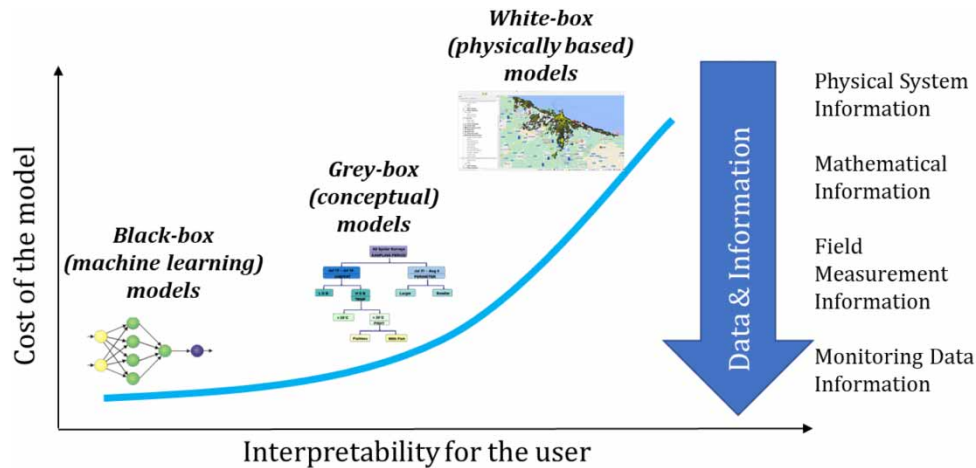 White-box
(physically based)
models
Grey-box
(conceptual)
models
Black-box
(machine learning)
models
Cost of the model
Interpretability for the user
Data & Information
Physical System
Information
Mathematical
Information
Field
Measurement
Information
Monitoring Data
Information